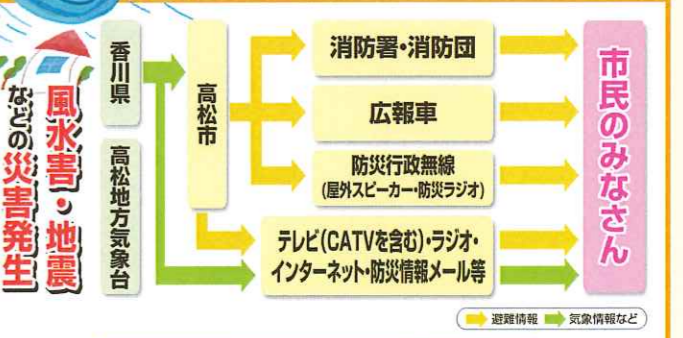 風水害・地震
などの災害発生
香川県
高松地方気象台
高松市
消防署・消防団
広報車
防災行政無線
(屋外スピーカー・防災ラジオ)
テレビ(CATVを含む)・ラジオ・
インターネット・防災情報メール等
市民のみなさん
避難情報 気象情報など